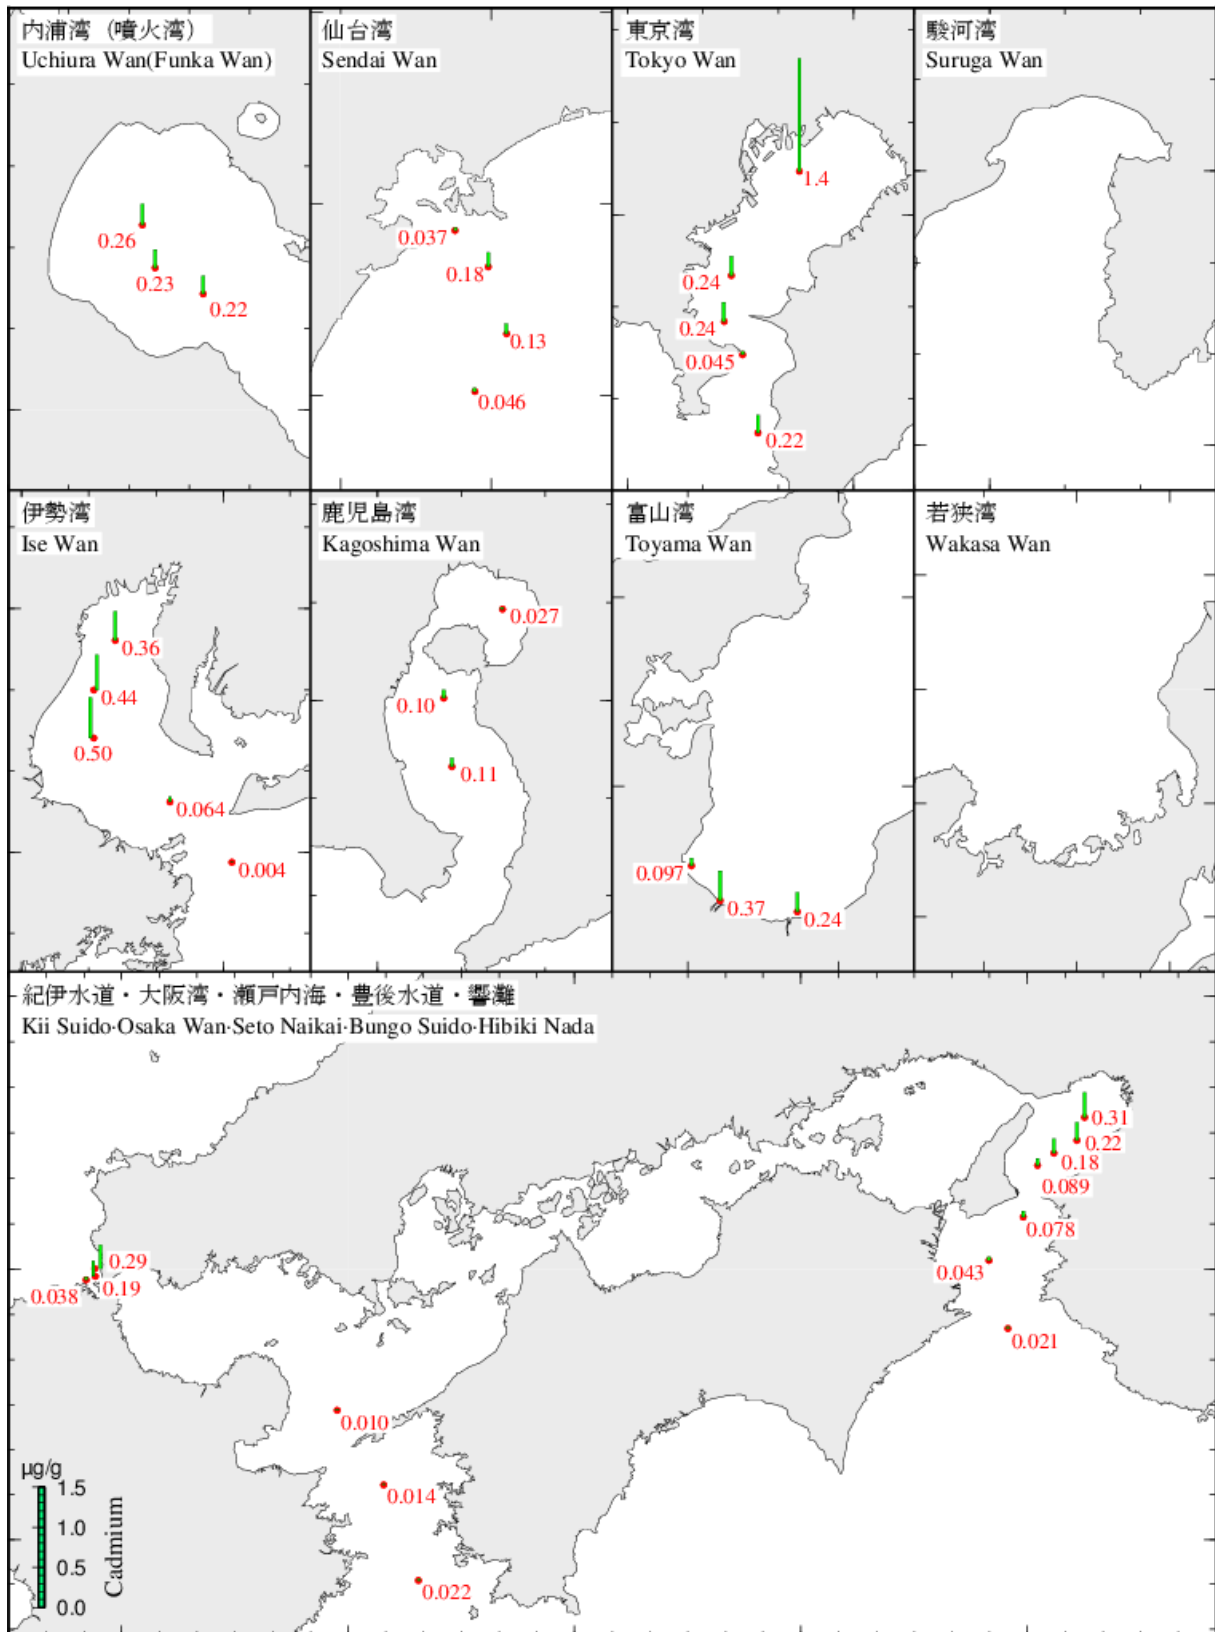 内浦湾（噴火湾）
Uchiura Wan(Funka Wan)
0.26
0.23
0.22
仙台湾
Sendai Wan
0.037
0.18
0.13
0.046
東京湾
Tokyo Wan
1.4
0.24
0.24
0.045
0.22
駿河湾
Suruga Wan
伊勢湾
Ise Wan
0.36
0.44
0.50
0.064
0.004
鹿児島湾
Kagoshima Wan
0.027
0.10
0.11
富山湾
Toyama Wan
0.097
0.37
0.24
若狭湾
Wakasa Wan
紀伊水道・大阪湾・瀬戸内海・豊後水道・響灘
Kii Suido·Osaka Wan·Seto Naikai·Bungo Suido·Hibiki Nada
0.31
0.22
0.18
0.089
0.078
0.043
0.021
0.29
0.19
0.038
0.010
0.014
0.022
µg/g
1.5
1.0
0.5
0.0
Cadmium